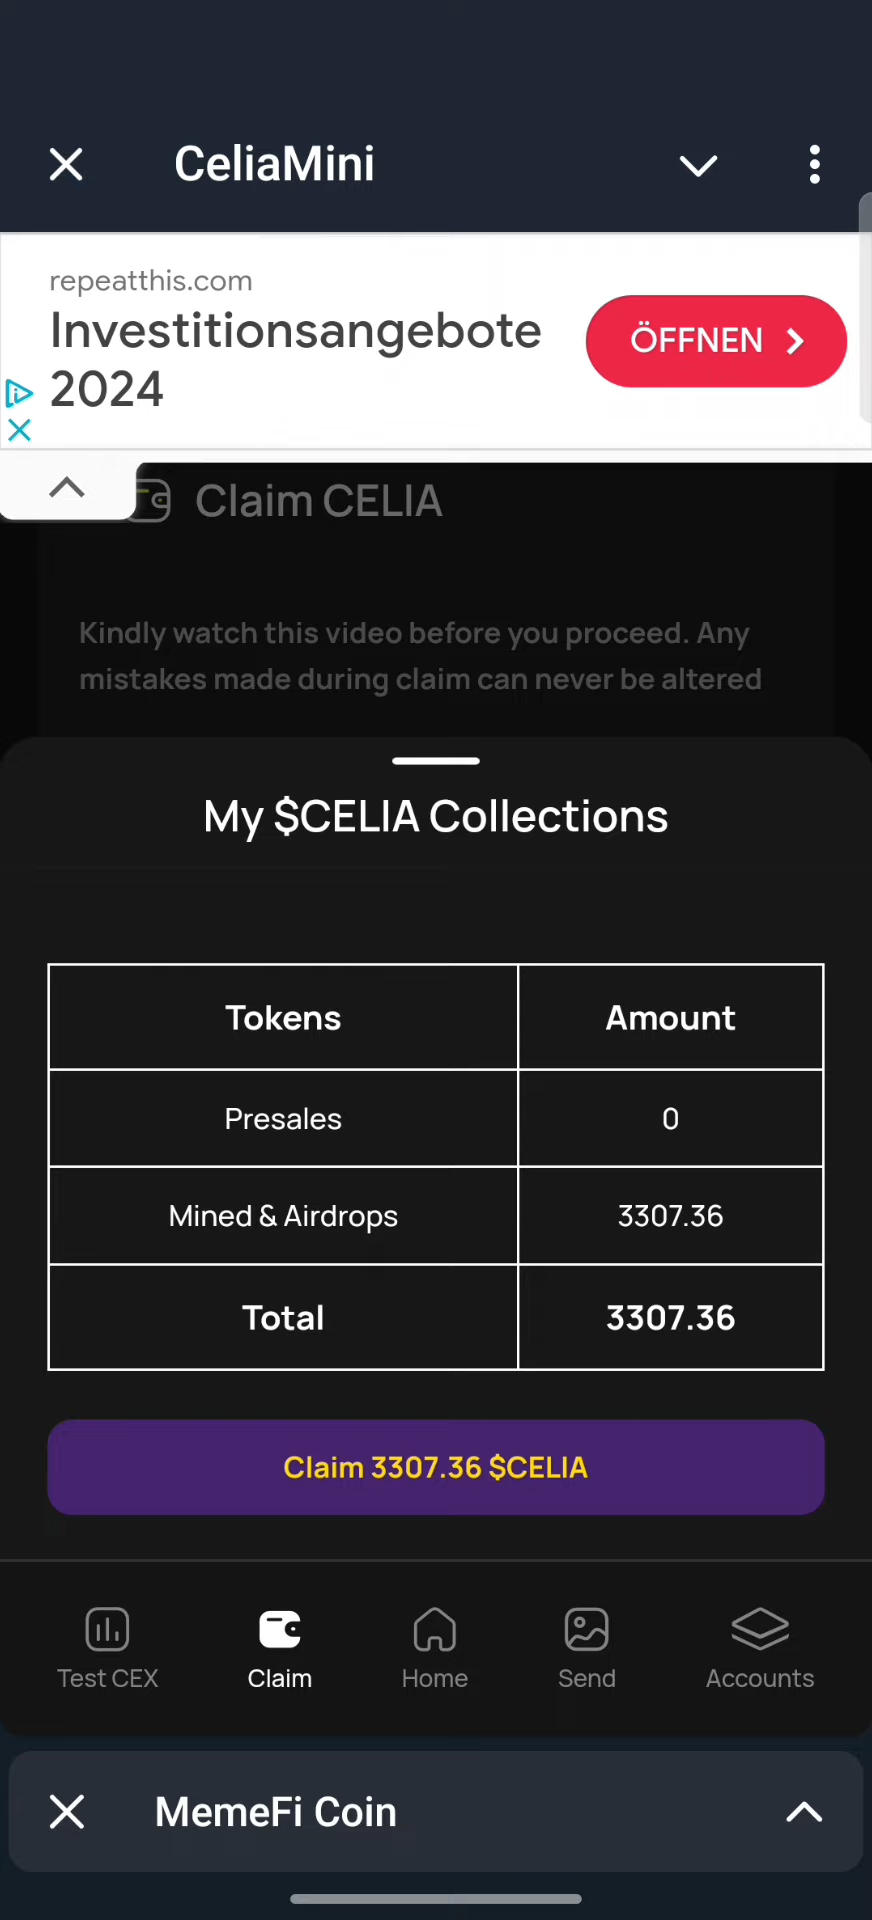 CeliaMini
repeatthis.com
Investitionsangebote
2024
ÖFFNEN
Claim CELIA
Kindly watch this video before you proceed. Any
mistakes made during claim can never be altered
My $CELIA Collections
Tokens Amount
Presales 0
Mined & Airdrops 3307.36
Total 3307.36
Claim 3307.36 $CELIA
Test CEX Claim Home Send Accounts
MemeFi Coin